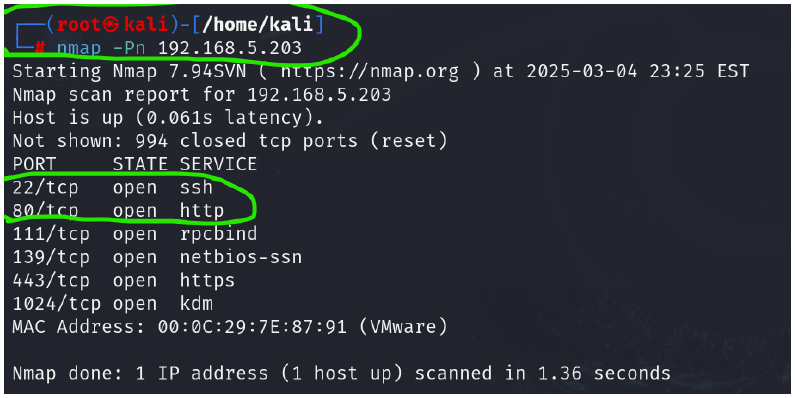 ┌──(root㉿kali)-[/home/kali]
└─# nmap -Pn 192.168.5.203
Starting Nmap 7.94SVN ( https://nmap.org ) at 2025-03-04 23:25 EST
Nmap scan report for 192.168.5.203
Host is up (0.061s latency).
Not shown: 994 closed tcp ports (reset)
PORT     STATE SERVICE
22/tcp   open  ssh
80/tcp   open  http
111/tcp  open  rpcbind
139/tcp  open  netbios-ssn
443/tcp  open  https
1024/tcp open  kdm
MAC Address: 00:0C:29:7E:87:91 (VMware)
Nmap done: 1 IP address (1 host up) scanned in 1.36 seconds